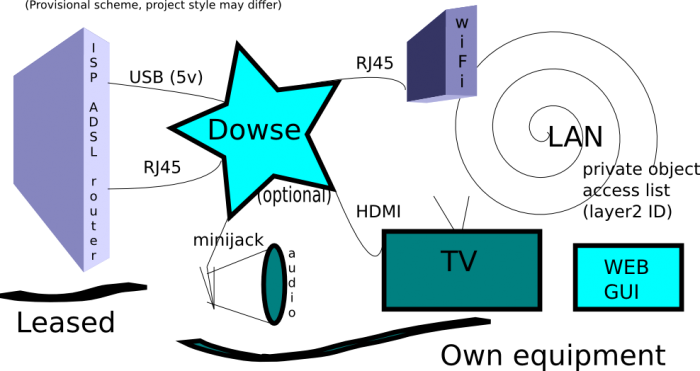 (Provisional scheme, project style may differ)
ISP ADSL router
USB (5v)
RJ45
Dowse
(optional)
RJ45
wiFi
LAN
private object
access list
(layer2 ID)
HDMI
minijack
audio
TV
WEB
GUI
Leased
Own equipment